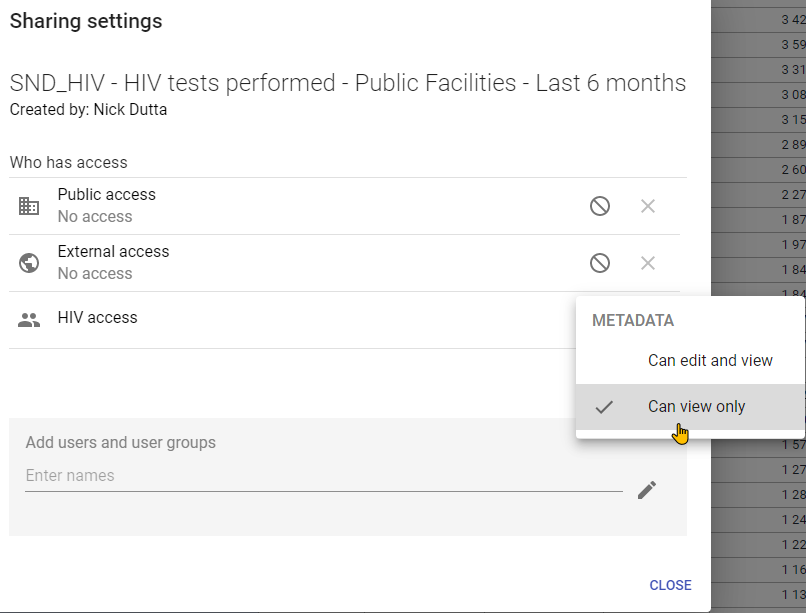 Sharing settings
SND_HIV - HIV tests performed - Public Facilities - Last 6 months
Created by: Nick Dutta
Who has access
Public access
No access
External access
No access
HIV access
METADATA
Can edit and view
Can view only
Add users and user groups
Enter names
CLOSE
3 42
3 59
3 31
3 08
3 15
2 89
2 60
2 27
1 87
1 97
1 84
1 84
1 57
1 27
1 28
1 24
1 22
1 16
1 13